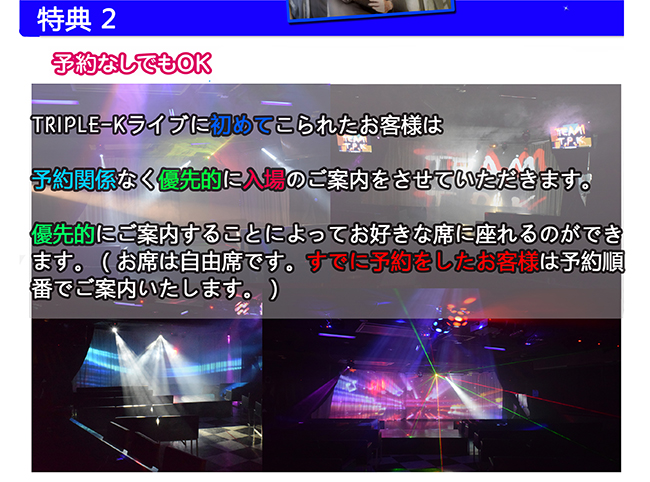 特典 2
予約なしでもOK
TRIPLE-Kライブに初めてこられたお客様は
予約関係なく優先的に入場のご案内をさせていただきます。
優先的にご案内することによってお好きな席に座れるのができ
ます。（お席は自由席です。すでに予約をしたお客様は予約順
番でご案内いたします。）